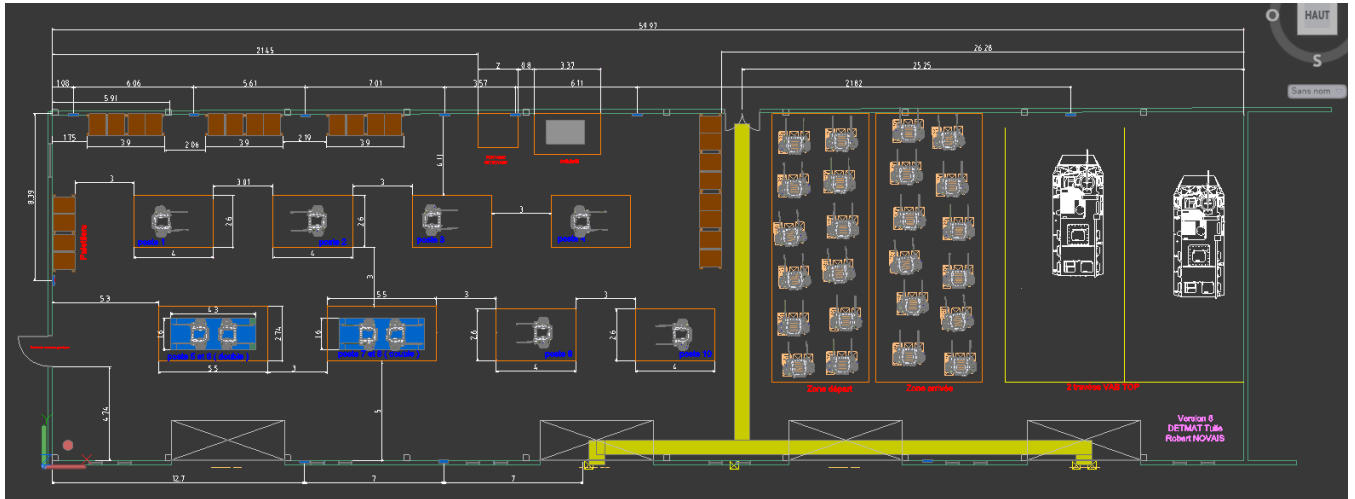 O
HAUT
S
Sans nom
59.97
26.28
21.45
25.25
2
0.8
3.37
1.08
6.06
5.61
7.01
3.57
6.11
21.82
5.91
1.75
3.9
2.06
3.9
2.19
3.9
4.11
8.39
3
3.01
3
3
2.6
2.6
Paletiers
poste 1
poste 2
poste 3
4
4
3
5.3
5.5
3
3
4.3
1.6
2.74
1.6
2.6
2.6
poste 5 et 6 ( double )
poste 7 et 8 ( double )
poste 9
poste 10
5.5
3
4
4
4.24
5
Zone départ
Zone arrivée
2 travées VAB TOP
Version 6
DETMAT Tulle
Robert NOVAIS
12.7
7
7